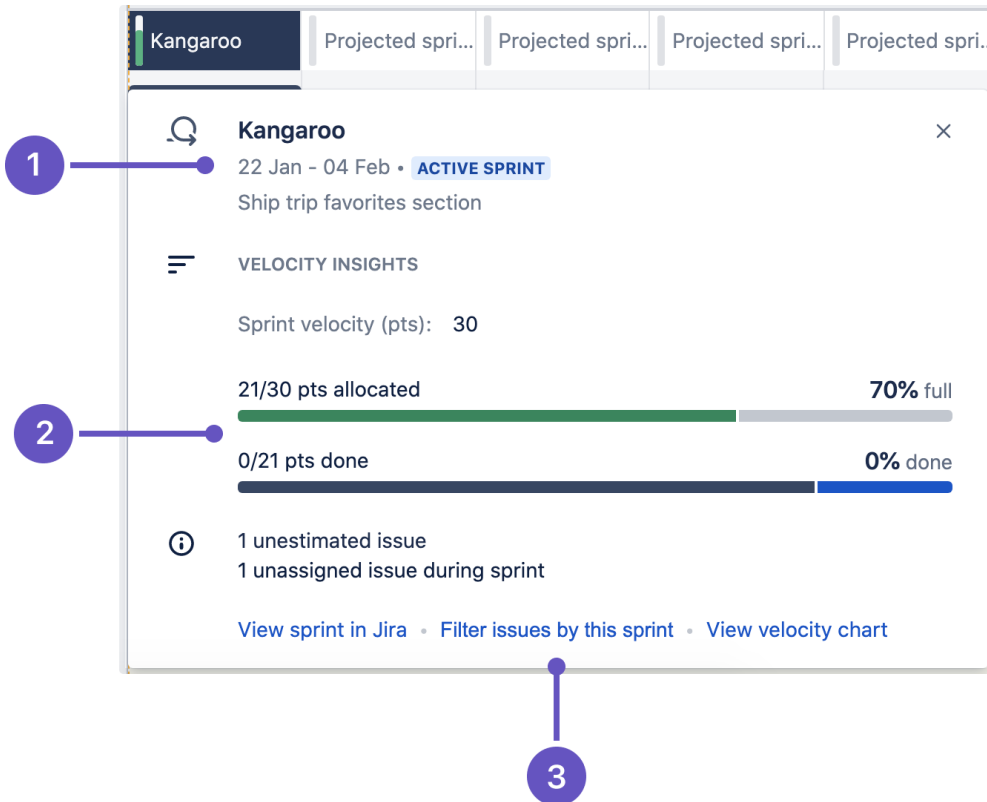 Kangaroo Projected spri... Projected spri... Projected spri... Projected spri..
Kangaroo
1
22 Jan - 04 Feb • ACTIVE SPRINT
Ship trip favorites section
VELOCITY INSIGHTS
Sprint velocity (pts): 30
21/30 pts allocated 70% full
2
0/21 pts done 0% done
1 unestimated issue
1 unassigned issue during sprint
View sprint in Jira • Filter issues by this sprint • View velocity chart
3